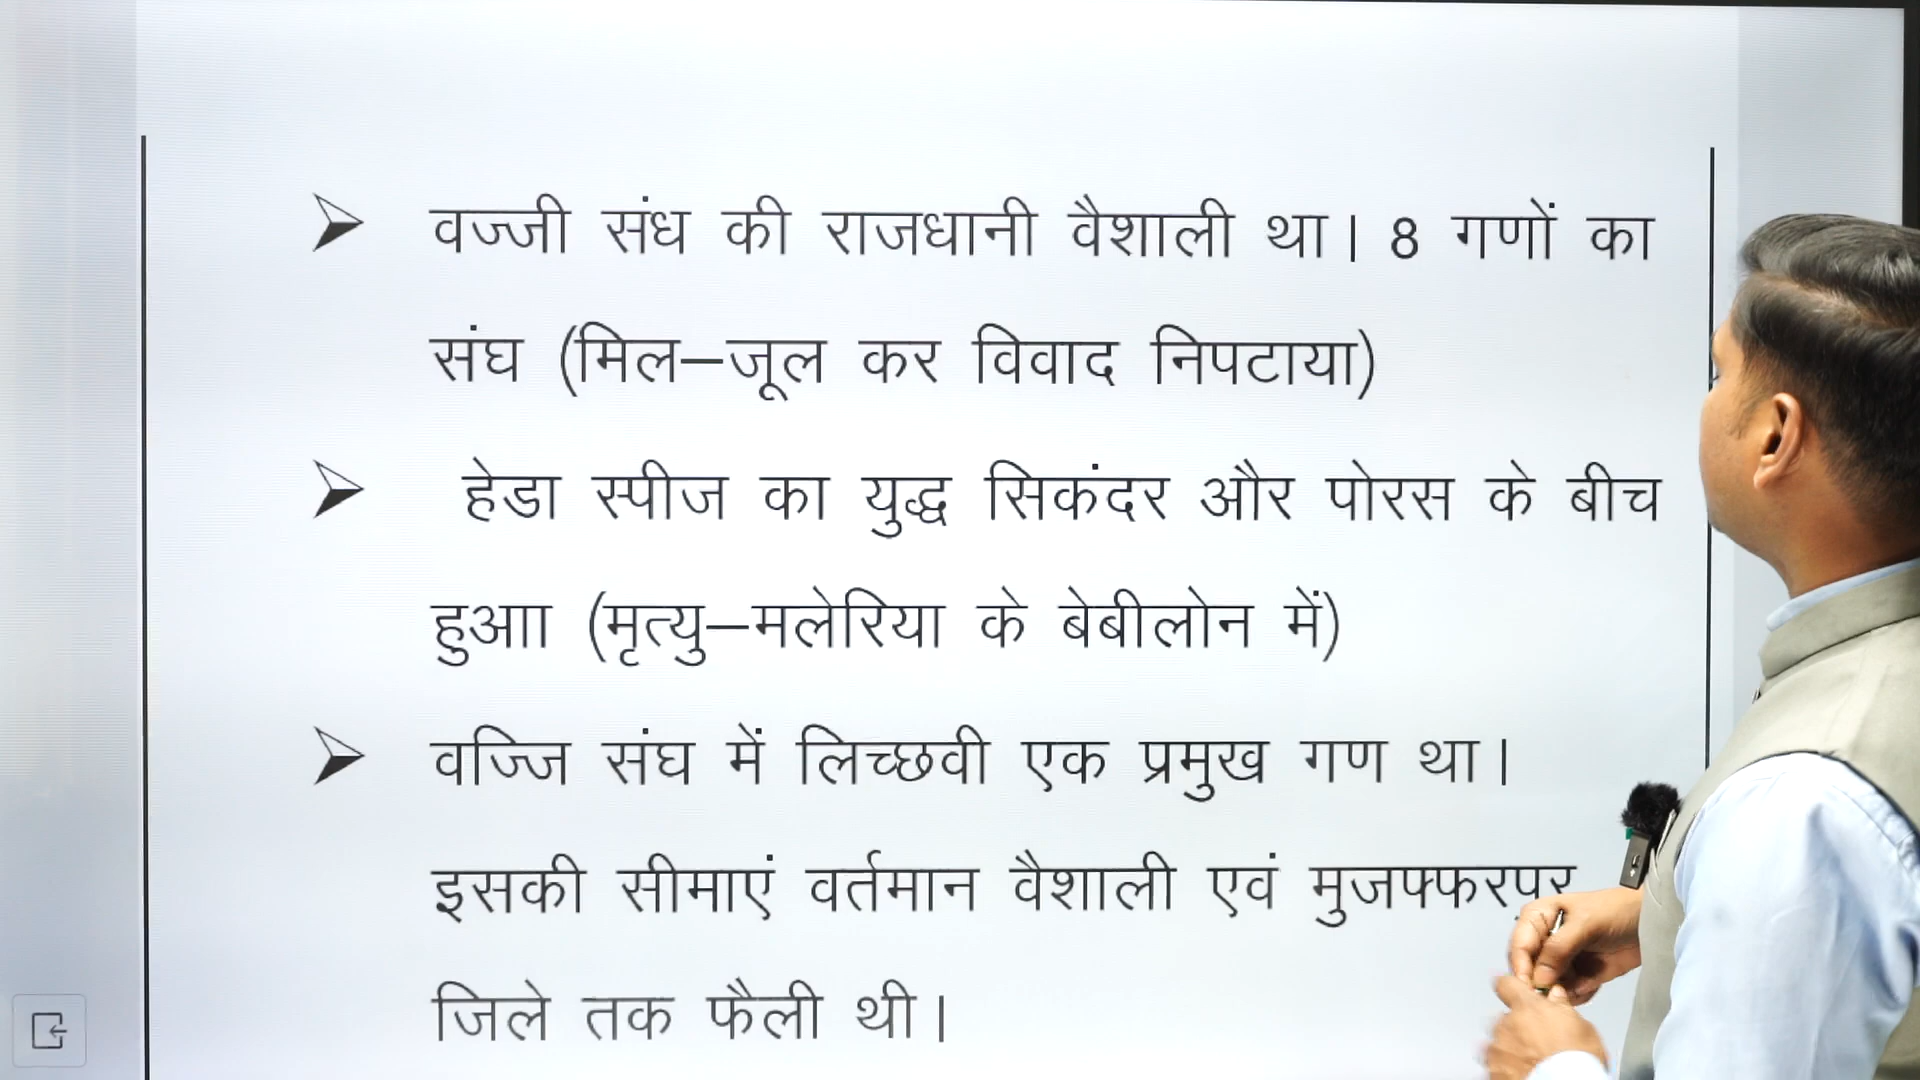 ➢ वज्जी संध की राजधानी वैशाली था। 8 गणों का
संघ (मिल–जूल कर विवाद निपटाया)
➢ हेडा स्पीज का युद्ध सिकंदर और पोरस के बीच
हुआा (मृत्यु–मलेरिया के बेबीलोन में)
➢ वज्जि संघ में लिच्छवी एक प्रमुख गण था।
इसकी सीमाएं वर्तमान वैशाली एवं मुजफ्फरपुर
जिले तक फैली थी।